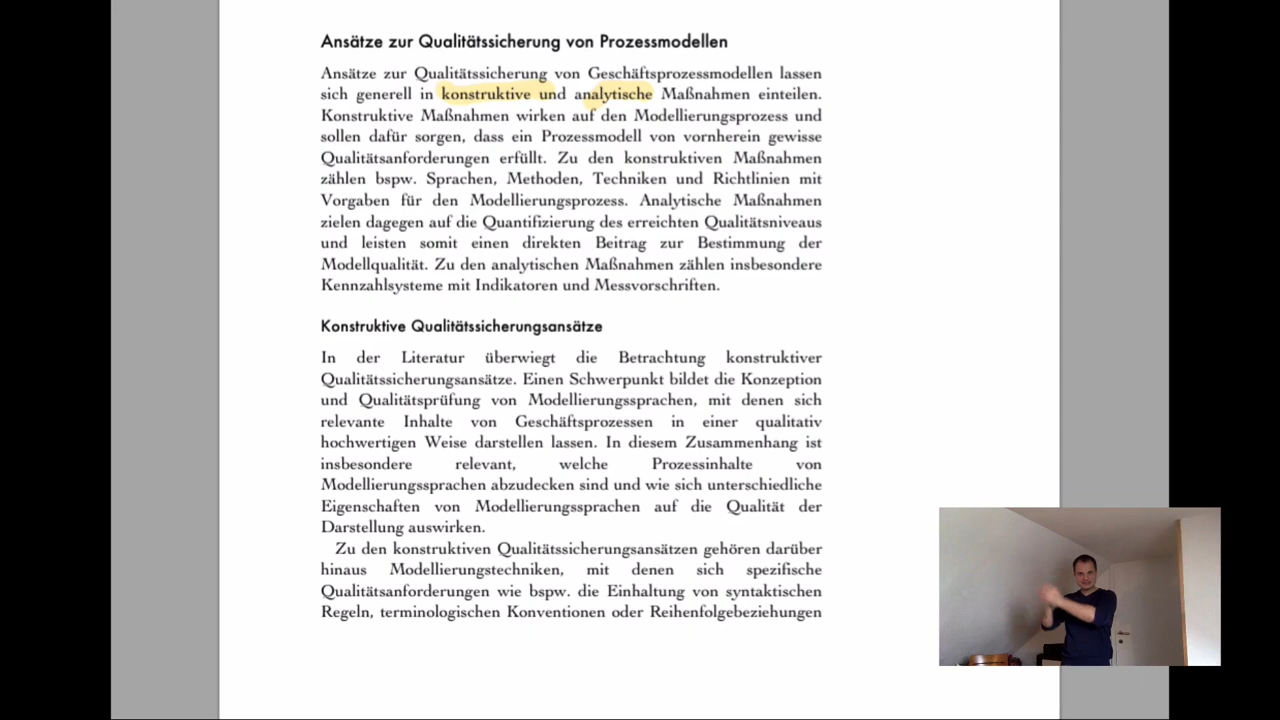 Ansätze zur Qualitätssicherung von Prozessmodellen
Ansätze zur Qualitätssicherung von Geschäftsprozessmodellen lassen
sich generell in konstruktive und analytische Maßnahmen einteilen.
Konstruktive Maßnahmen wirken auf den Modellierungsprozess und
sollen dafür sorgen, dass ein Prozessmodell von vornherein gewisse
Qualitätsanforderungen erfüllt. Zu den konstruktiven Maßnahmen
zählen bspw. Sprachen, Methoden, Techniken und Richtlinien mit
Vorgaben für den Modellierungsprozess. Analytische Maßnahmen
zielen dagegen auf die Quantifizierung des erreichten Qualitätsniveaus
und leisten somit einen direkten Beitrag zur Bestimmung der
Modellqualität. Zu den analytischen Maßnahmen zählen insbesondere
Kennzahlsysteme mit Indikatoren und Messvorschriften.
Konstruktive Qualitätssicherungsansätze
In der Literatur überwiegt die Betrachtung konstruktiver
Qualitätssicherungsansätze. Einen Schwerpunkt bildet die Konzeption
und Qualitätsprüfung von Modellierungssprachen, mit denen sich
relevante Inhalte von Geschäftsprozessen in einer qualitativ
hochwertigen Weise darstellen lassen. In diesem Zusammenhang ist
insbesondere relevant, welche Prozessinhalte von
Modellierungssprachen abzudecken sind und wie sich unterschiedliche
Eigenschaften von Modellierungssprachen auf die Qualität der
Darstellung auswirken.
Zu den konstruktiven Qualitätssicherungsansätzen gehören darüber
hinaus Modellierungstechniken, mit denen sich spezifische
Qualitätsanforderungen wie bspw. die Einhaltung von syntaktischen
Regeln, terminologischen Konventionen oder Reihenfolgebeziehungen